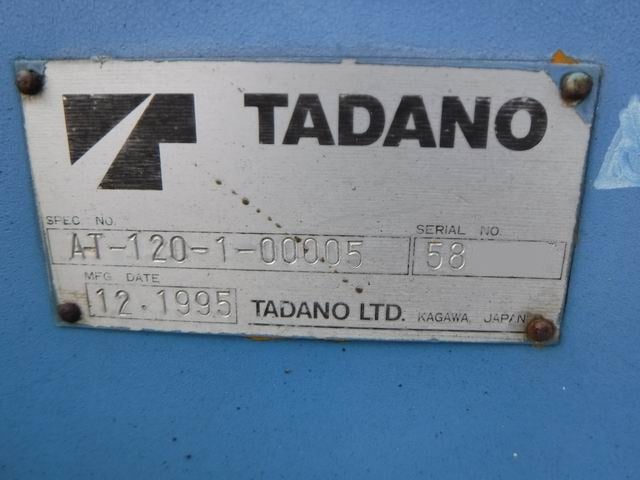 TADANO
SPEC NO. SERIAL NO.
AT-120-1-00005 58
MFG DATE
12.1995 TADANO LTD. KAGAWA, JAPAN